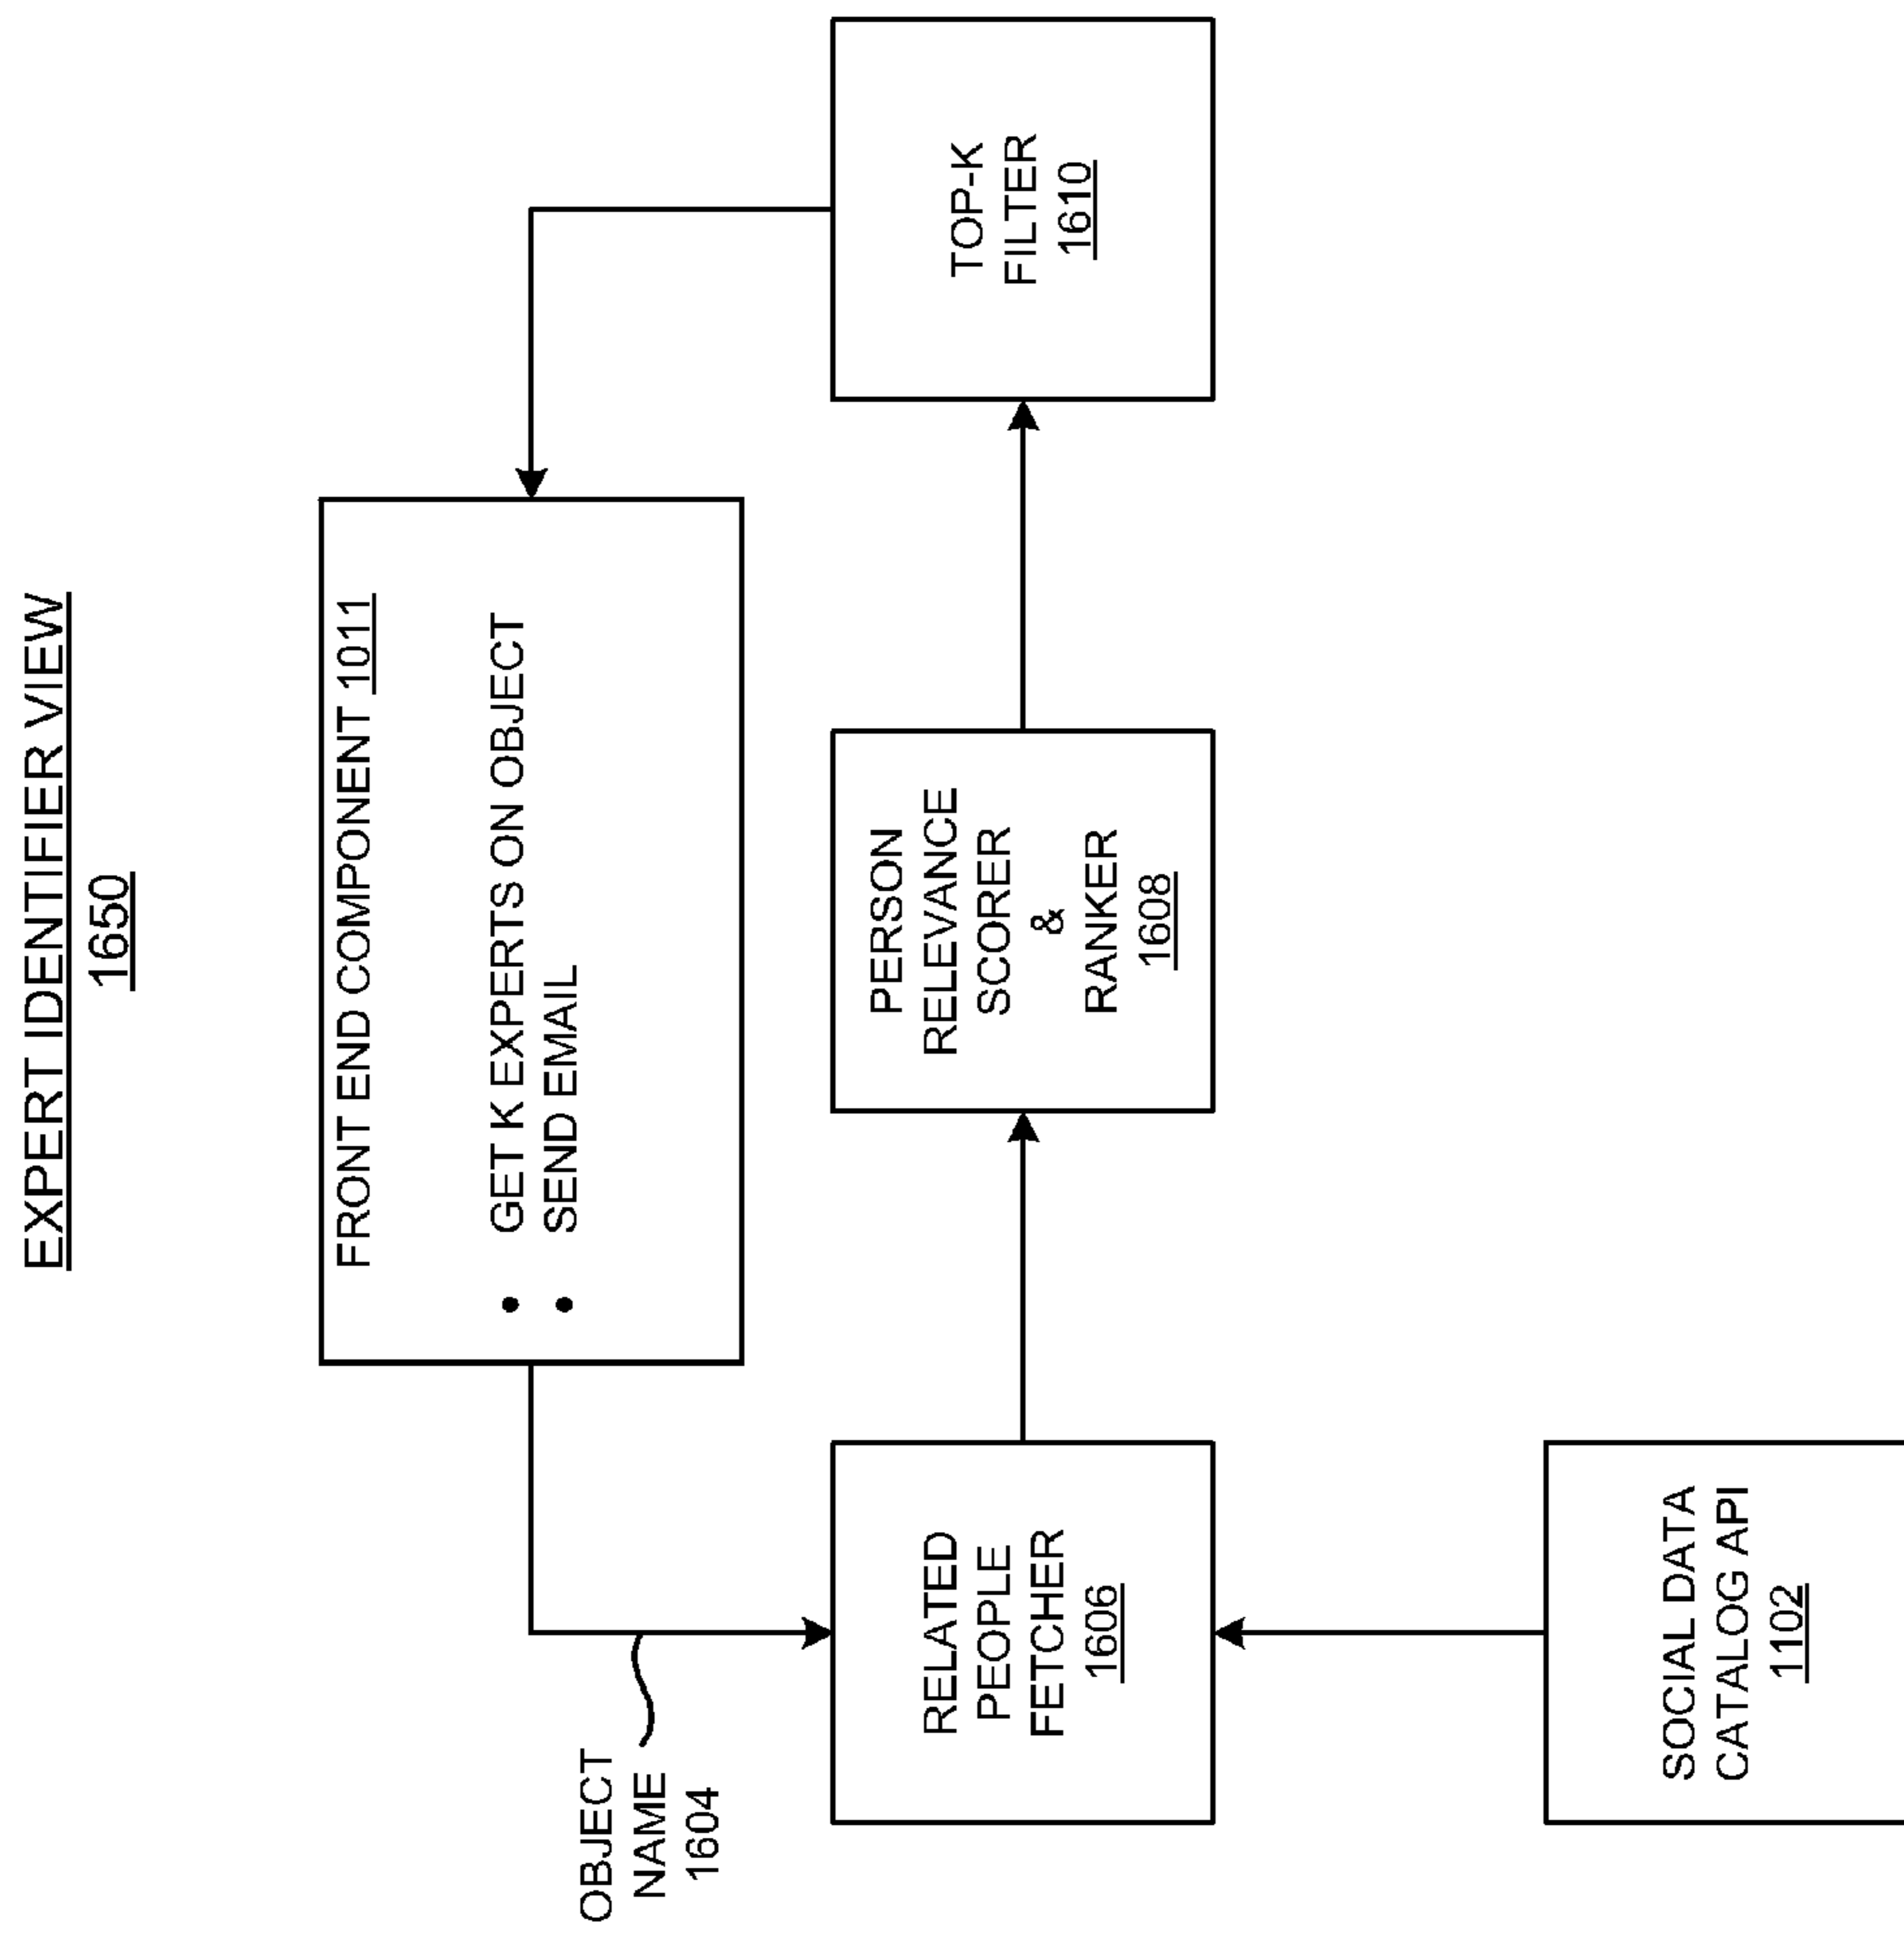 EXPERT IDENTIFIER VIEW
1650
FRONT END COMPONENT 1011
• GET K EXPERTS ON OBJECT
• SEND EMAIL
OBJECT
NAME
1604
RELATED
PEOPLE
FETCHER
1606
PERSON
RELEVANCE
SCORER
&
RANKER
1608
TOP-K
FILTER
1610
SOCIAL DATA
CATALOG API
1102